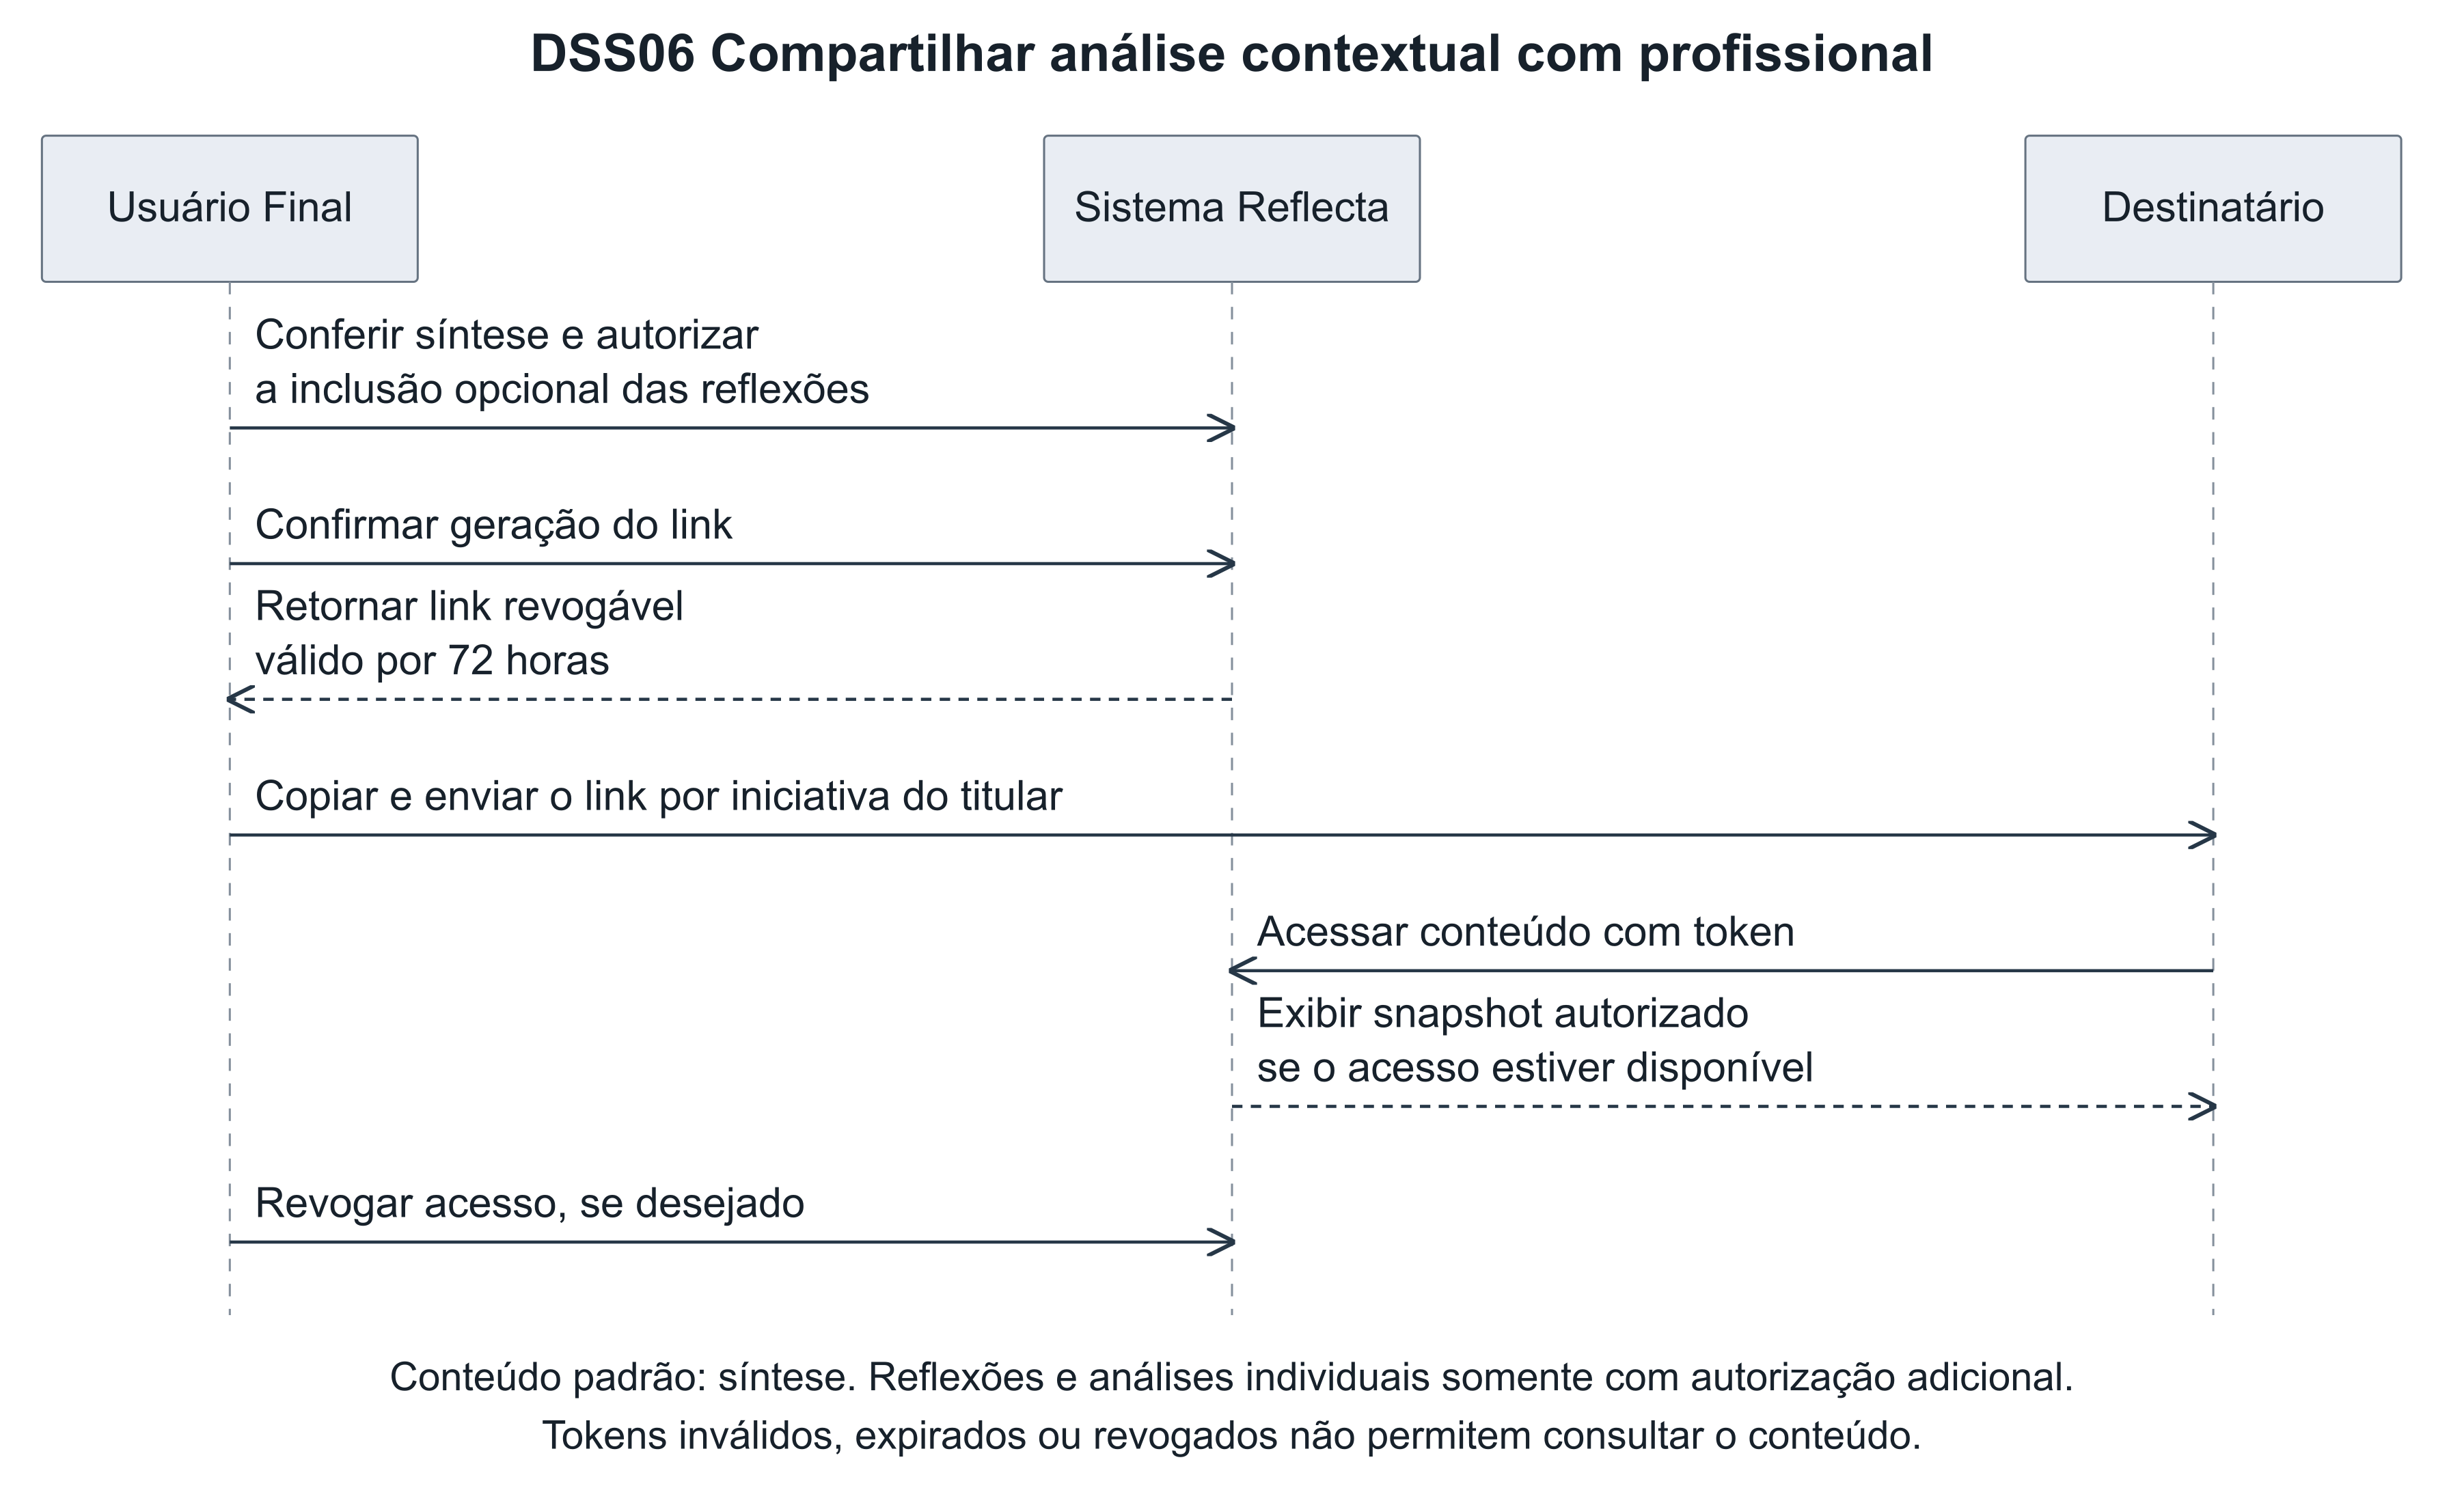 DSS06 Compartilhar análise contextual com profissional
Usuário Final
Sistema Reflecta
Destinatário
Conferir síntese e autorizar
a inclusão opcional das reflexões
Confirmar geração do link
Retornar link revogável
válido por 72 horas
Copiar e enviar o link por iniciativa do titular
Acessar conteúdo com token
Exibir snapshot autorizado
se o acesso estiver disponível
Revogar acesso, se desejado
Conteúdo padrão: síntese. Reflexões e análises individuais somente com autorização adicional.
Tokens inválidos, expirados ou revogados não permitem consultar o conteúdo.